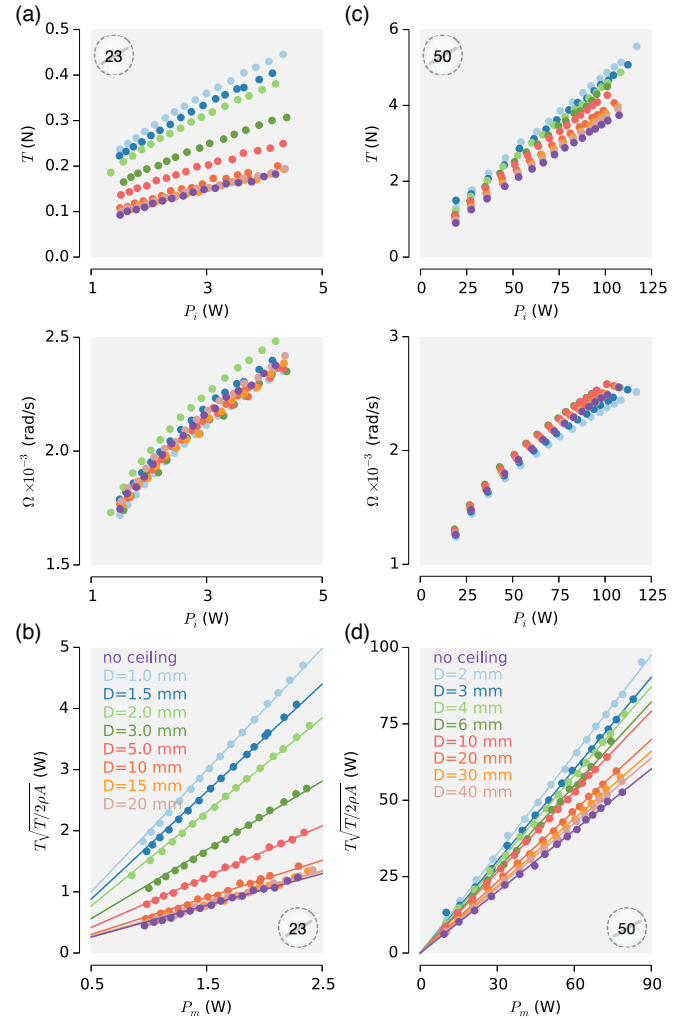 (a)
0.5
0.4
0.3
0.2
0.1
0.0
T (N)
23
1 3 5
P_i (W)
2.5
2.0
1.5
Ω ×10⁻³ (rad/s)
1 3 5
P_i (W)
(b)
5
4
3
2
1
0
T√T/2ρA
no ceiling
D=1.0 mm
D=1.5 mm
D=2.0 mm
D=3.0 mm
D=5.0 mm
D=10 mm
D=15 mm
D=20 mm
23
0.5 1.5 2.5
P_m (W)
(c)
6
4
2
0
T (N)
50
0 25 50 75 100 125
P_i (W)
3
2
1
Ω ×10⁻³ (rad/s)
0 25 50 75 100 125
P_i (W)
(d)
100
75
50
25
0
T√T/2ρA
no ceiling
D=2 mm
D=3 mm
D=4 mm
D=6 mm
D=10 mm
D=20 mm
D=30 mm
D=40 mm
50
0 30 60 90
P_m (W)